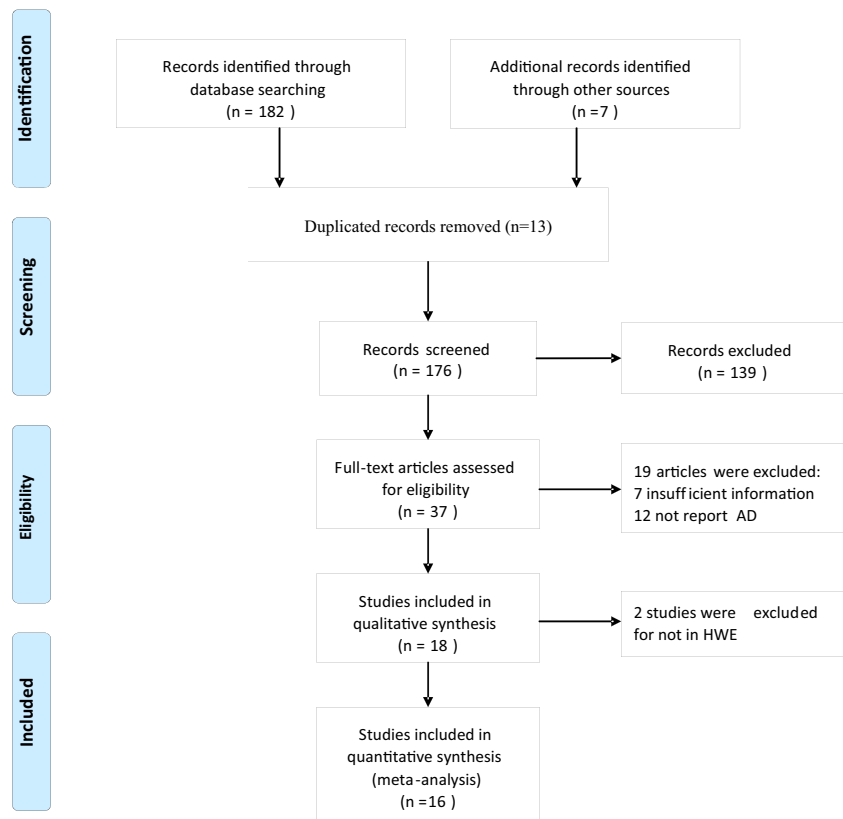 Identification
Records identified through
database searching
(n = 182 )
Additional records identified
through other sources
(n =7 )
Duplicated records removed (n=13)
Screening
Records screened
(n = 176 )
Records excluded
(n = 139 )
Eligibility
Full-text articles assessed
for eligibility
(n = 37 )
19 articles were excluded:
7 insufficient information
12 not report AD
Studies included in
qualitative synthesis
(n = 18 )
2 studies were excluded
for not in HWE
Included
Studies included in
quantitative synthesis
(meta-analysis)
(n =16 )